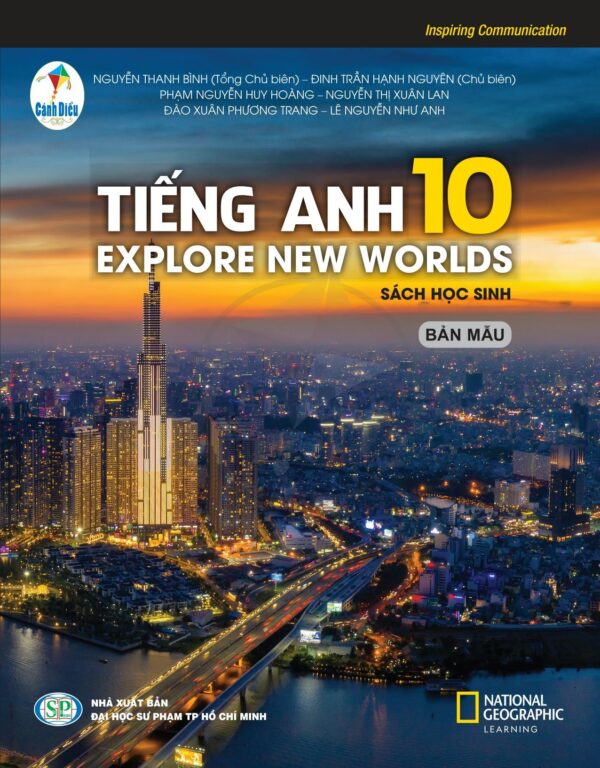 Inspiring Communication
NGUYỄN THANH BÌNH (Tổng Chủ biên) – ĐINH TRẦN HẠNH NGUYÊN (Chủ biên)
PHẠM NGUYỄN HUY HOÀNG – NGUYỄN THỊ XUÂN LAN
ĐÀO XUÂN PHƯƠNG TRANG – LÊ NGUYỄN NHƯ ANH
Cánh Diều
TIẾNG ANH 10
EXPLORE NEW WORLDS
SÁCH HỌC SINH
BẢN MẪU
SP
NHÀ XUẤT BẢN
ĐẠI HỌC SƯ PHẠM TP HỒ CHÍ MINH
NATIONAL
GEOGRAPHIC
LEARNING